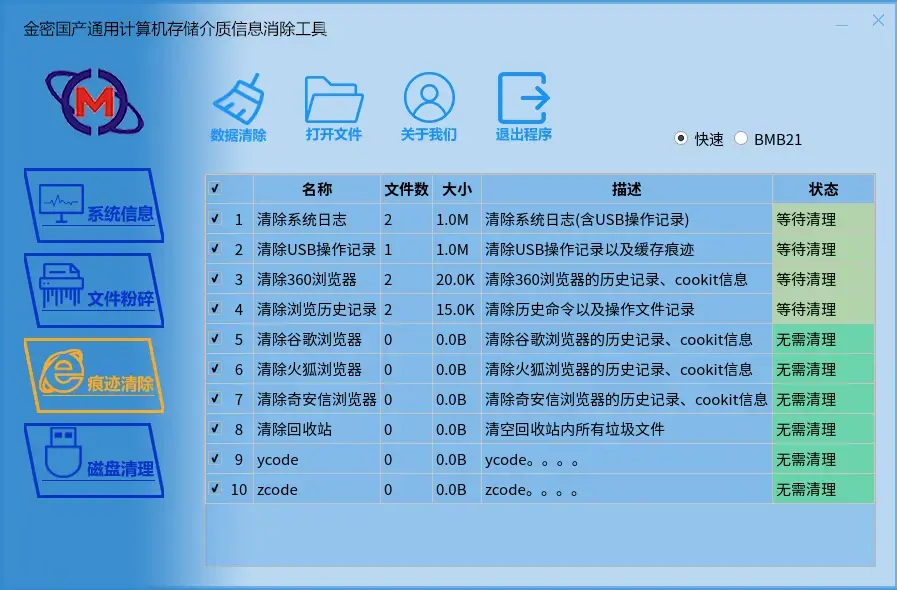 金密国产通用计算机存储介质信息消除工具
M
数据清除 打开文件 关于我们 退出程序
快速 BMB21
系统信息
文件粉碎
痕迹清除
磁盘清理
名称 文件数 大小 描述 状态
1 清除系统日志 2 1.0M 清除系统日志(含USB操作记录) 等待清理
2 清除USB操作记录 1 1.0M 清除USB操作记录以及缓存痕迹 等待清理
3 清除360浏览器 2 20.0K 清除360浏览器的历史记录、cookit信息 等待清理
4 清除浏览历史记录 2 15.0K 清除历史命令以及操作文件记录 等待清理
5 清除谷歌浏览器 0 0.0B 清除谷歌浏览器的历史记录、cookit信息 无需清理
6 清除火狐浏览器 0 0.0B 清除火狐浏览器的历史记录、cookit信息 无需清理
7 清除奇安信浏览器 0 0.0B 清除奇安信浏览器的历史记录、cookit信息 无需清理
8 清除回收站 0 0.0B 清空回收站内所有垃圾文件 无需清理
9 ycode 0 0.0B ycode。。。。 无需清理
10 zcode 0 0.0B zcode。。。。 无需清理